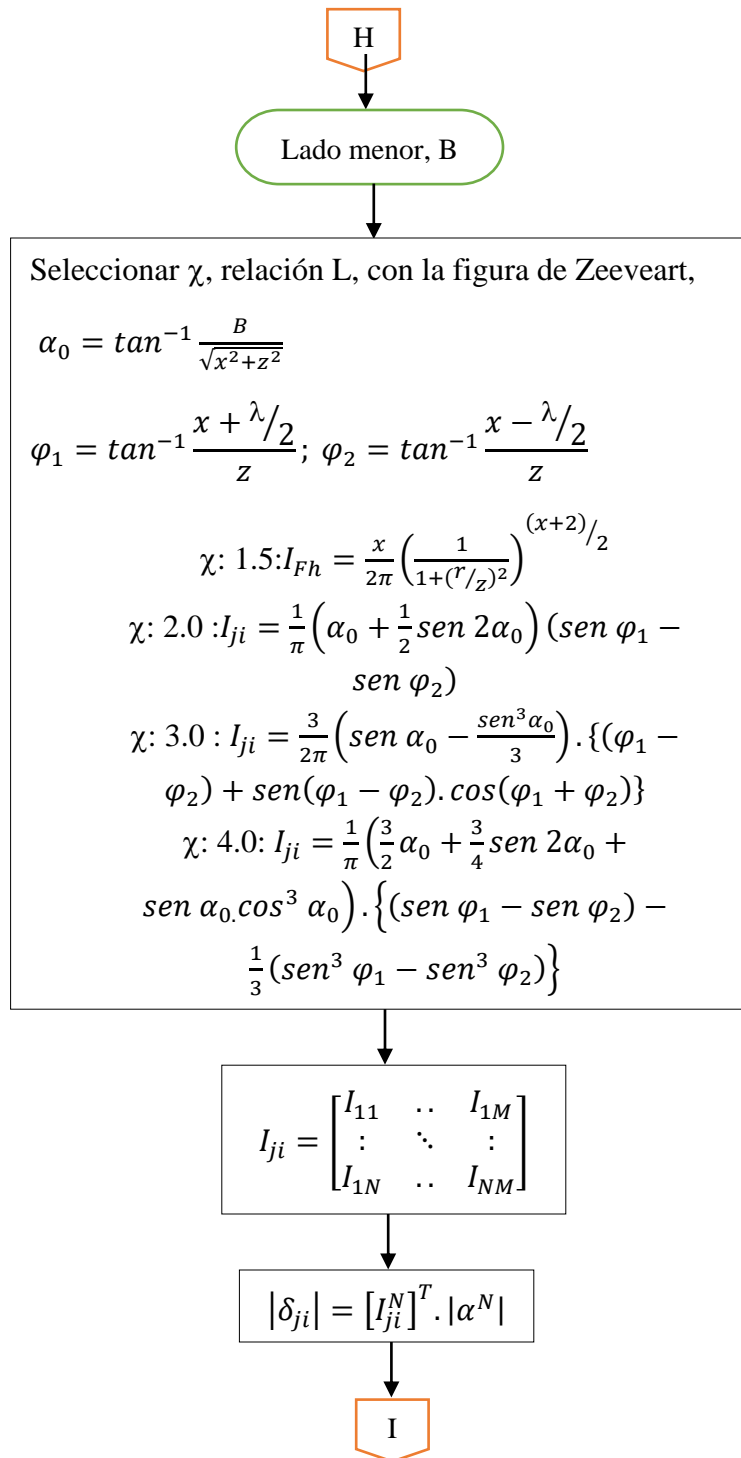 H
Lado menor, B
Seleccionar χ, relación L, con la figura de Zeeveart,
α₀ = tan⁻¹ B/√(x²+z²)
φ₁ = tan⁻¹ (x + λ/2)/z; φ₂ = tan⁻¹ (x − λ/2)/z
χ: 1.5:I_Fh = x/2π (1/(1+(r/z)²))^((x+2)/2)
χ: 2.0 :I_ji = 1/π (α₀ + 1/2 sen 2α₀) (sen φ₁ −
sen φ₂)
χ: 3.0 : I_ji = 3/2π (sen α₀ − sen³α₀/3) . {(φ₁ −
φ₂) + sen(φ₁ − φ₂). cos(φ₁ + φ₂)}
χ: 4.0: I_ji = 1/π (3/2 α₀ + 3/4 sen 2α₀ +
sen α₀.cos³ α₀) . {(sen φ₁ − sen φ₂) −
1/3 (sen³ φ₁ − sen³ φ₂)}
I₁₁ .. I₁M
I_ji = [ : ⋱ : ]
I₁N .. I_NM
|δ_ji| = [I_ji^N]^T . |α^N|
I